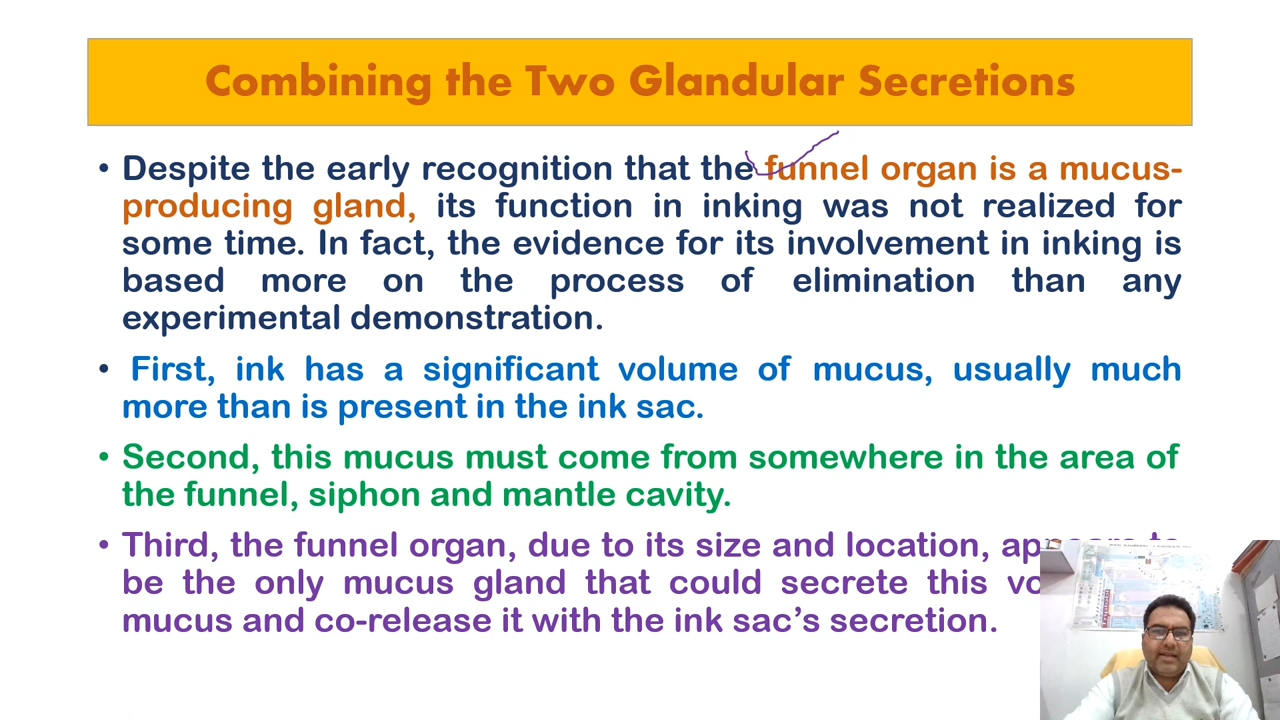 Combining the Two Glandular Secretions
• Despite the early recognition that the funnel organ is a mucus-
producing gland, its function in inking was not realized for
some time. In fact, the evidence for its involvement in inking is
based more on the process of elimination than any
experimental demonstration.
• First, ink has a significant volume of mucus, usually much
more than is present in the ink sac.
• Second, this mucus must come from somewhere in the area of
the funnel, siphon and mantle cavity.
• Third, the funnel organ, due to its size and location, appears to
be the only mucus gland that could secrete this
mucus and co-release it with the ink sac’s secretion.